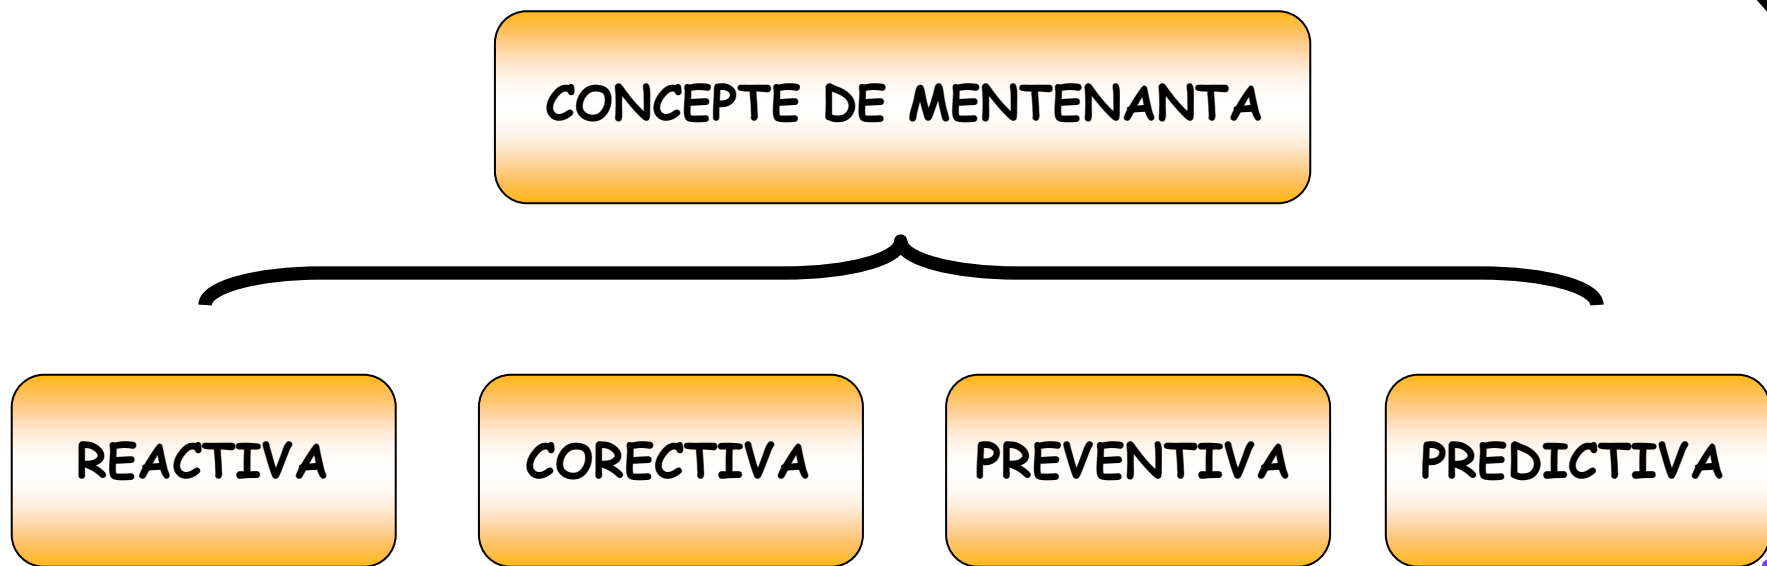 CONCEPTE DE MENTENANTA
REACTIVA
CORECTIVA
PREVENTIVA
PREDICTIVA